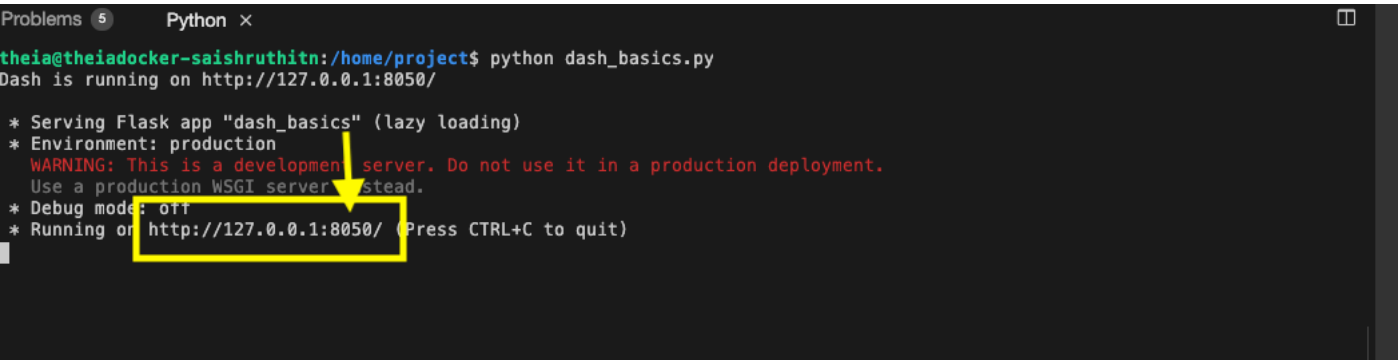 Problems 5 Python ×
theia@theiadocker-saishruthitn:/home/project$ python dash_basics.py
Dash is running on http://127.0.0.1:8050/
* Serving Flask app "dash_basics" (lazy loading)
* Environment: production
WARNING: This is a development server. Do not use it in a production deployment.
Use a production WSGI server instead.
* Debug mode: off
* Running on http://127.0.0.1:8050/ (Press CTRL+C to quit)